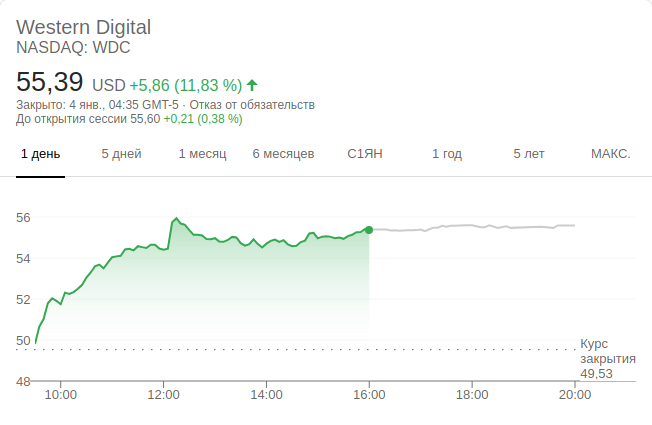 Western Digital
NASDAQ: WDC
55,39 USD +5,86 (11,83 %)
Закрыто: 4 янв., 04:35 GMT-5 · Отказ от обязательств
До открытия сессии 55,60 +0,21 (0,38 %)
1 день 5 дней 1 месяц 6 месяцев С1ЯН 1 год 5 лет МАКС.
56
54
52
50
Курс
закрытия
49,53
48
10:00 12:00 14:00 16:00 18:00 20:00